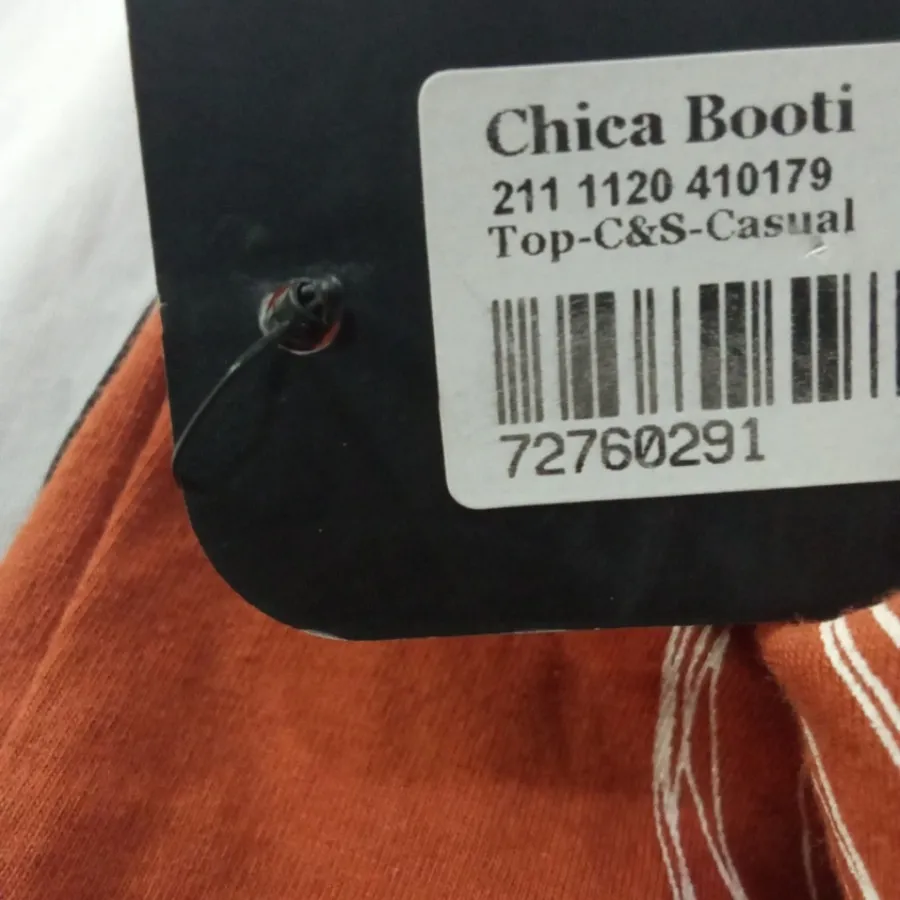 Chica Booti
211 1120 410179
Top-C&S-Casual
72760291